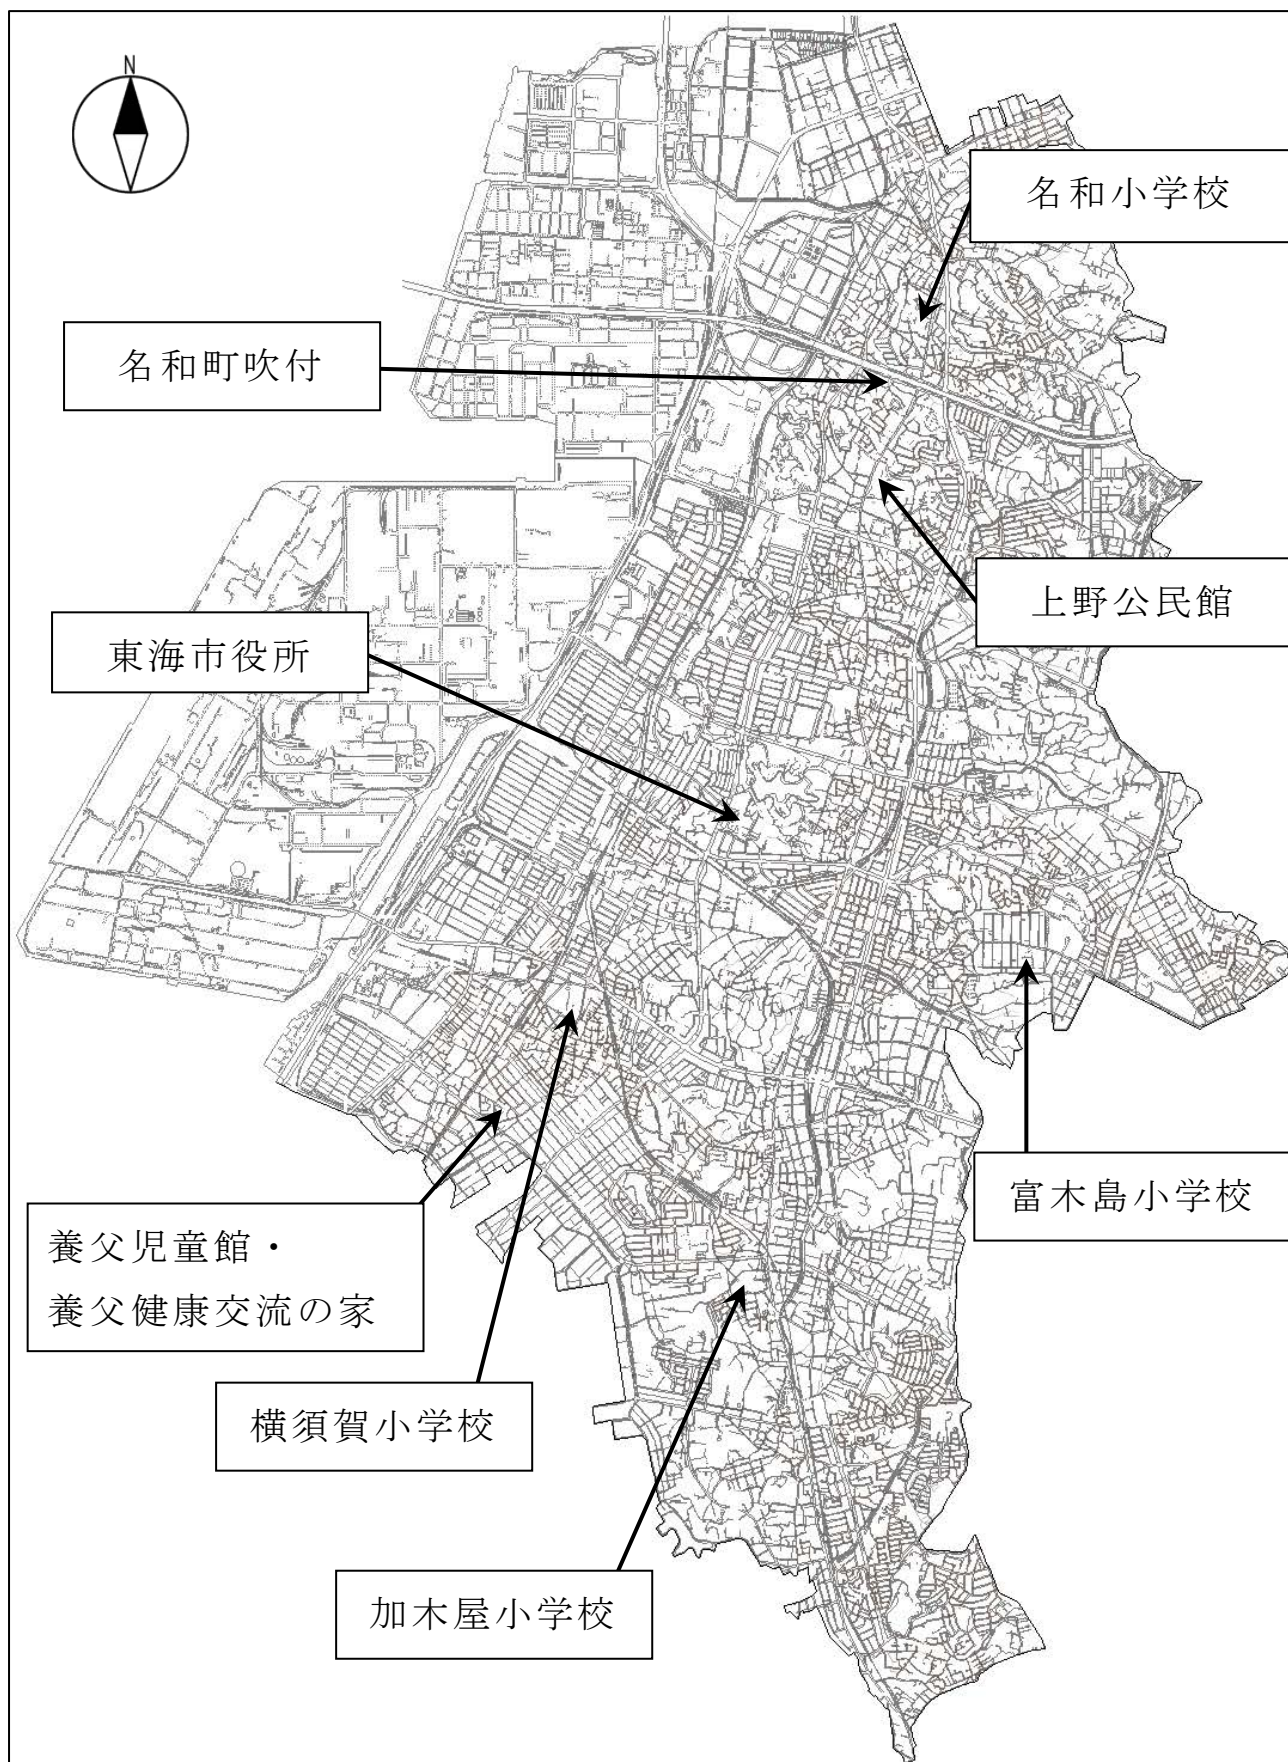 N
名和小学校
名和町吹付
上野公民館
東海市役所
富木島小学校
養父児童館・
養父健康交流の家
横須賀小学校
加木屋小学校